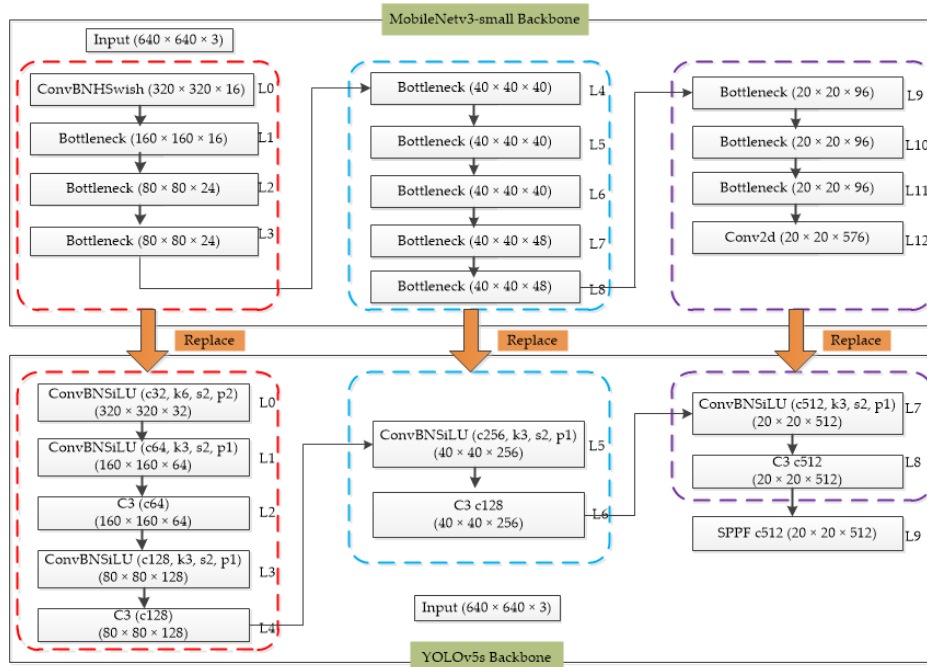 MobileNetv3-small Backbone
Input (640 × 640 × 3)
ConvBNHSwish (320 × 320 × 16)
L0
Bottleneck (160 × 160 × 16)
L1
Bottleneck (80 × 80 × 24)
L2
Bottleneck (80 × 80 × 24)
L3
Bottleneck (40 × 40 × 40)
L4
Bottleneck (40 × 40 × 40)
L5
Bottleneck (40 × 40 × 40)
L6
Bottleneck (40 × 40 × 48)
L7
Bottleneck (40 × 40 × 48)
L8
Bottleneck (20 × 20 × 96)
L9
Bottleneck (20 × 20 × 96)
L10
Bottleneck (20 × 20 × 96)
L11
Conv2d (20 × 20 × 576)
L12
Replace
Replace
Replace
ConvBNSiLU (c32, k6, s2, p2)
(320 × 320 × 32)
L0
ConvBNSiLU (c64, k3, s2, p1)
(160 × 160 × 64)
L1
C3 (c64)
(160 × 160 × 64)
L2
ConvBNSiLU (c128, k3, s2, p1)
(80 × 80 × 128)
L3
C3 (c128)
(80 × 80 × 128)
L4
ConvBNSiLU (c256, k3, s2, p1)
(40 × 40 × 256)
L5
C3 c128
(40 × 40 × 256)
L6
ConvBNSiLU (c512, k3, s2, p1)
(20 × 20 × 512)
L7
C3 c512
(20 × 20 × 512)
L8
SPPF c512 (20 × 20 × 512)
L9
Input (640 × 640 × 3)
YOLOv5s Backbone